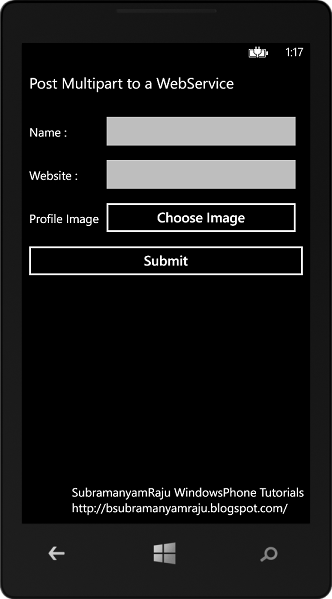 1:17
Post Multipart to a WebService
Name :
Website :
Profile Image
Choose Image
Submit
SubramanyamRaju WindowsPhone Tutorials
http://bsubramanyamraju.blogspot.com/